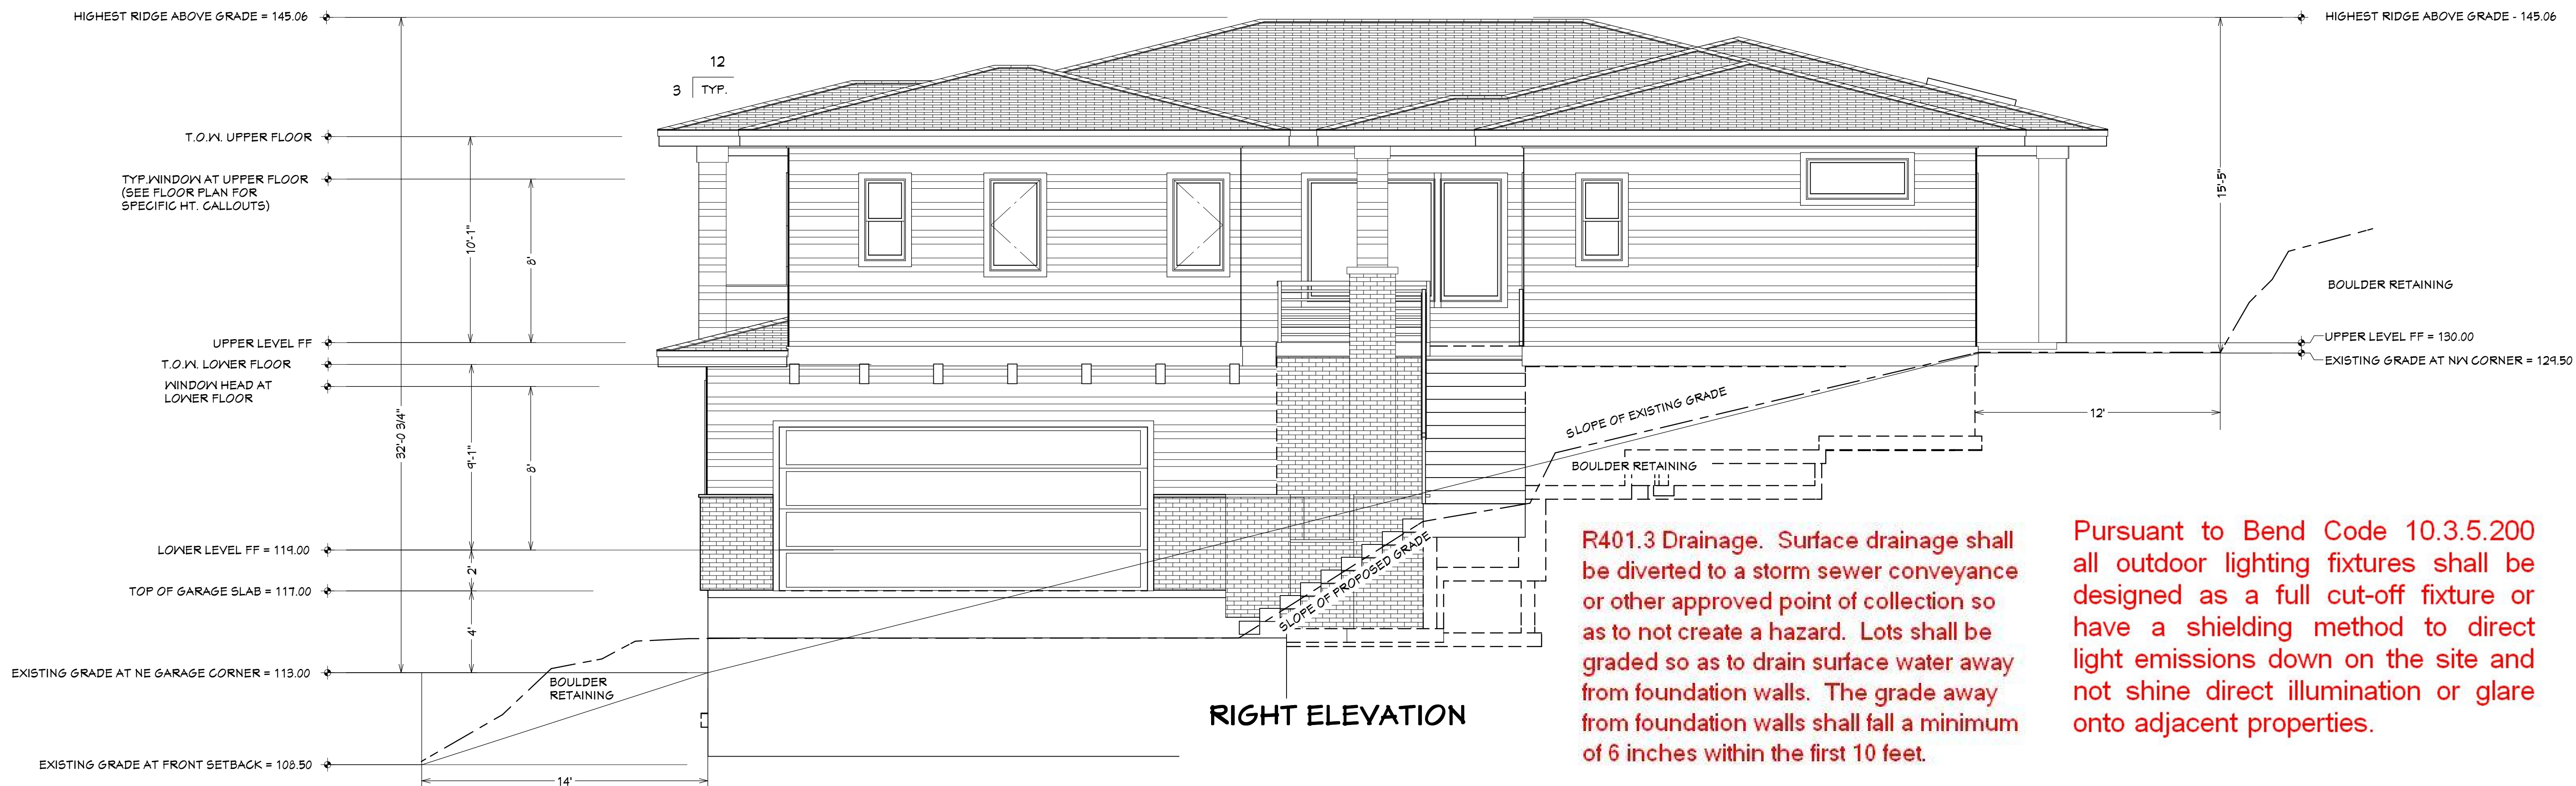 HIGHEST RIDGE ABOVE GRADE = 145.06
HIGHEST RIDGE ABOVE GRADE - 145.06
12
3 TYP.
T.O.W. UPPER FLOOR
TYP.WINDOW AT UPPER FLOOR
(SEE FLOOR PLAN FOR
SPECIFIC HT. CALLOUTS)
15'-5"
10'-1"
8'
BOULDER RETAINING
UPPER LEVEL FF
UPPER LEVEL FF = 130.00
T.O.W. LOWER FLOOR
EXISTING GRADE AT NW CORNER = 129.50
WINDOW HEAD AT
LOWER FLOOR
32'-0 3/4"
9'-1"
8'
SLOPE OF EXISTING GRADE
12'
BOULDER RETAINING
LOWER LEVEL FF = 119.00
2'
TOP OF GARAGE SLAB = 117.00
4'
SLOPE OF PROPOSED GRADE
EXISTING GRADE AT NE GARAGE CORNER = 113.00
BOULDER
RETAINING
EXISTING GRADE AT FRONT SETBACK = 108.50
14'
RIGHT ELEVATION
R401.3 Drainage. Surface drainage shall
be diverted to a storm sewer conveyance
or other approved point of collection so
as to not create a hazard. Lots shall be
graded so as to drain surface water away
from foundation walls. The grade away
from foundation walls shall fall a minimum
of 6 inches within the first 10 feet.
Pursuant to Bend Code 10.3.5.200
all outdoor lighting fixtures shall be
designed as a full cut-off fixture or
have a shielding method to direct
light emissions down on the site and
not shine direct illumination or glare
onto adjacent properties.